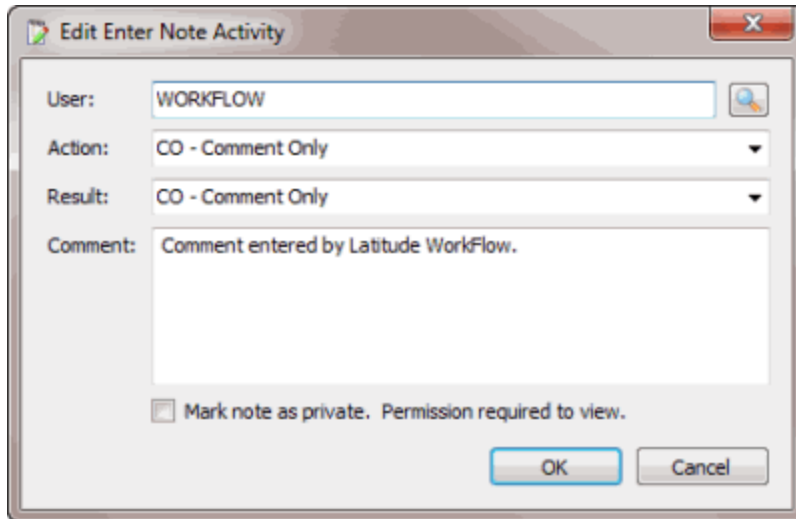 Edit Enter Note Activity
User: WORKFLOW
Action: CO - Comment Only
Result: CO - Comment Only
Comment: Comment entered by Latitude WorkFlow.
Mark note as private. Permission required to view.
OK Cancel